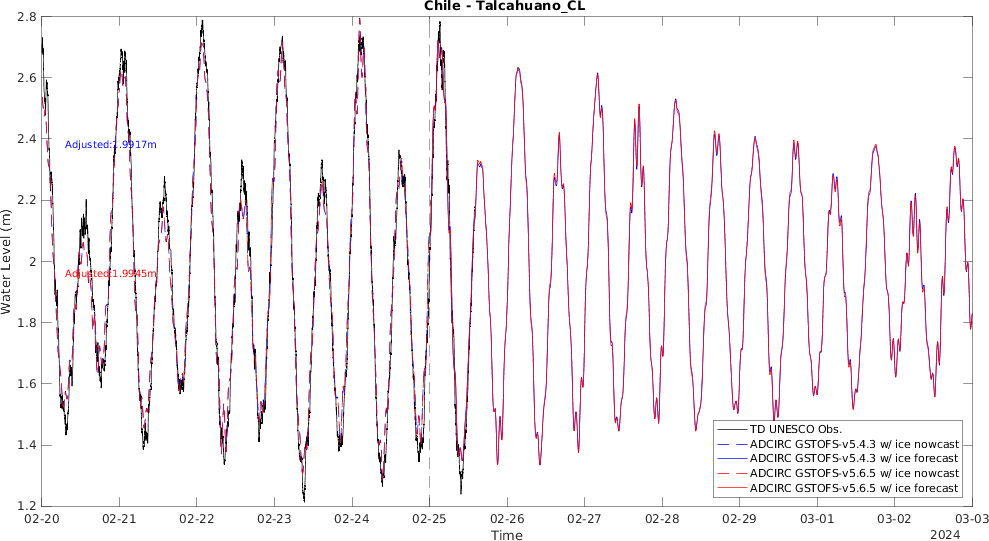 Chile - Talcahuano_CL
2.8
2.6
2.4
2.2
2
1.8
1.6
1.4
1.2
Water Level (m)
Adjusted:1.9917m
Adjusted:1.9945m
TD UNESCO Obs.
ADCIRC GSTOFS-v5.4.3 w/ ice nowcast
ADCIRC GSTOFS-v5.4.3 w/ ice forecast
ADCIRC GSTOFS-v5.6.5 w/ ice nowcast
ADCIRC GSTOFS-v5.6.5 w/ ice forecast
02-20 02-21 02-22 02-23 02-24 02-25 02-26 02-27 02-28 02-29 03-01 03-02 03-03
Time
2024